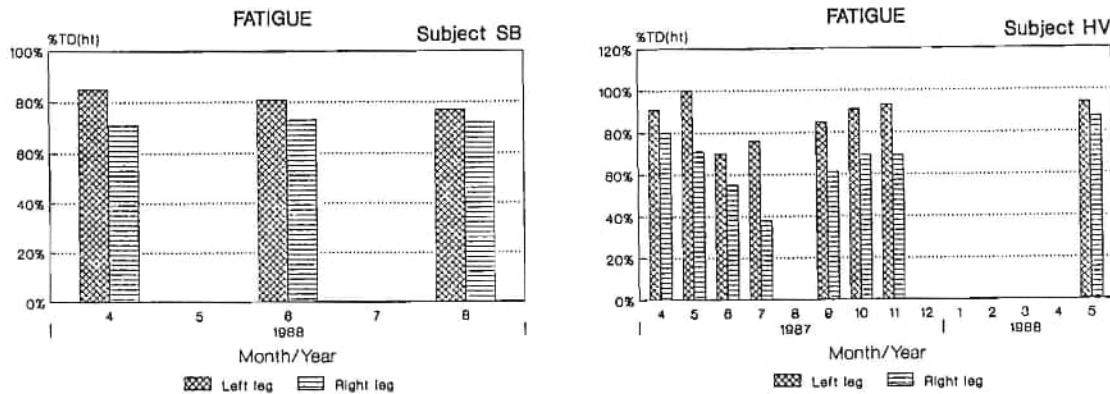 FATIGUE
%TD(ht)
Subject SB
100%
80%
60%
40%
20%
0%
4 5 6 7 8
1988
Month/Year
Left leg Right leg
FATIGUE
%TD(ht)
Subject HV
120%
100%
80%
60%
40%
20%
0%
4 5 6 7 8 9 10 11 12 1 2 3 4 5
1987 1988
Month/Year
Left leg Right leg